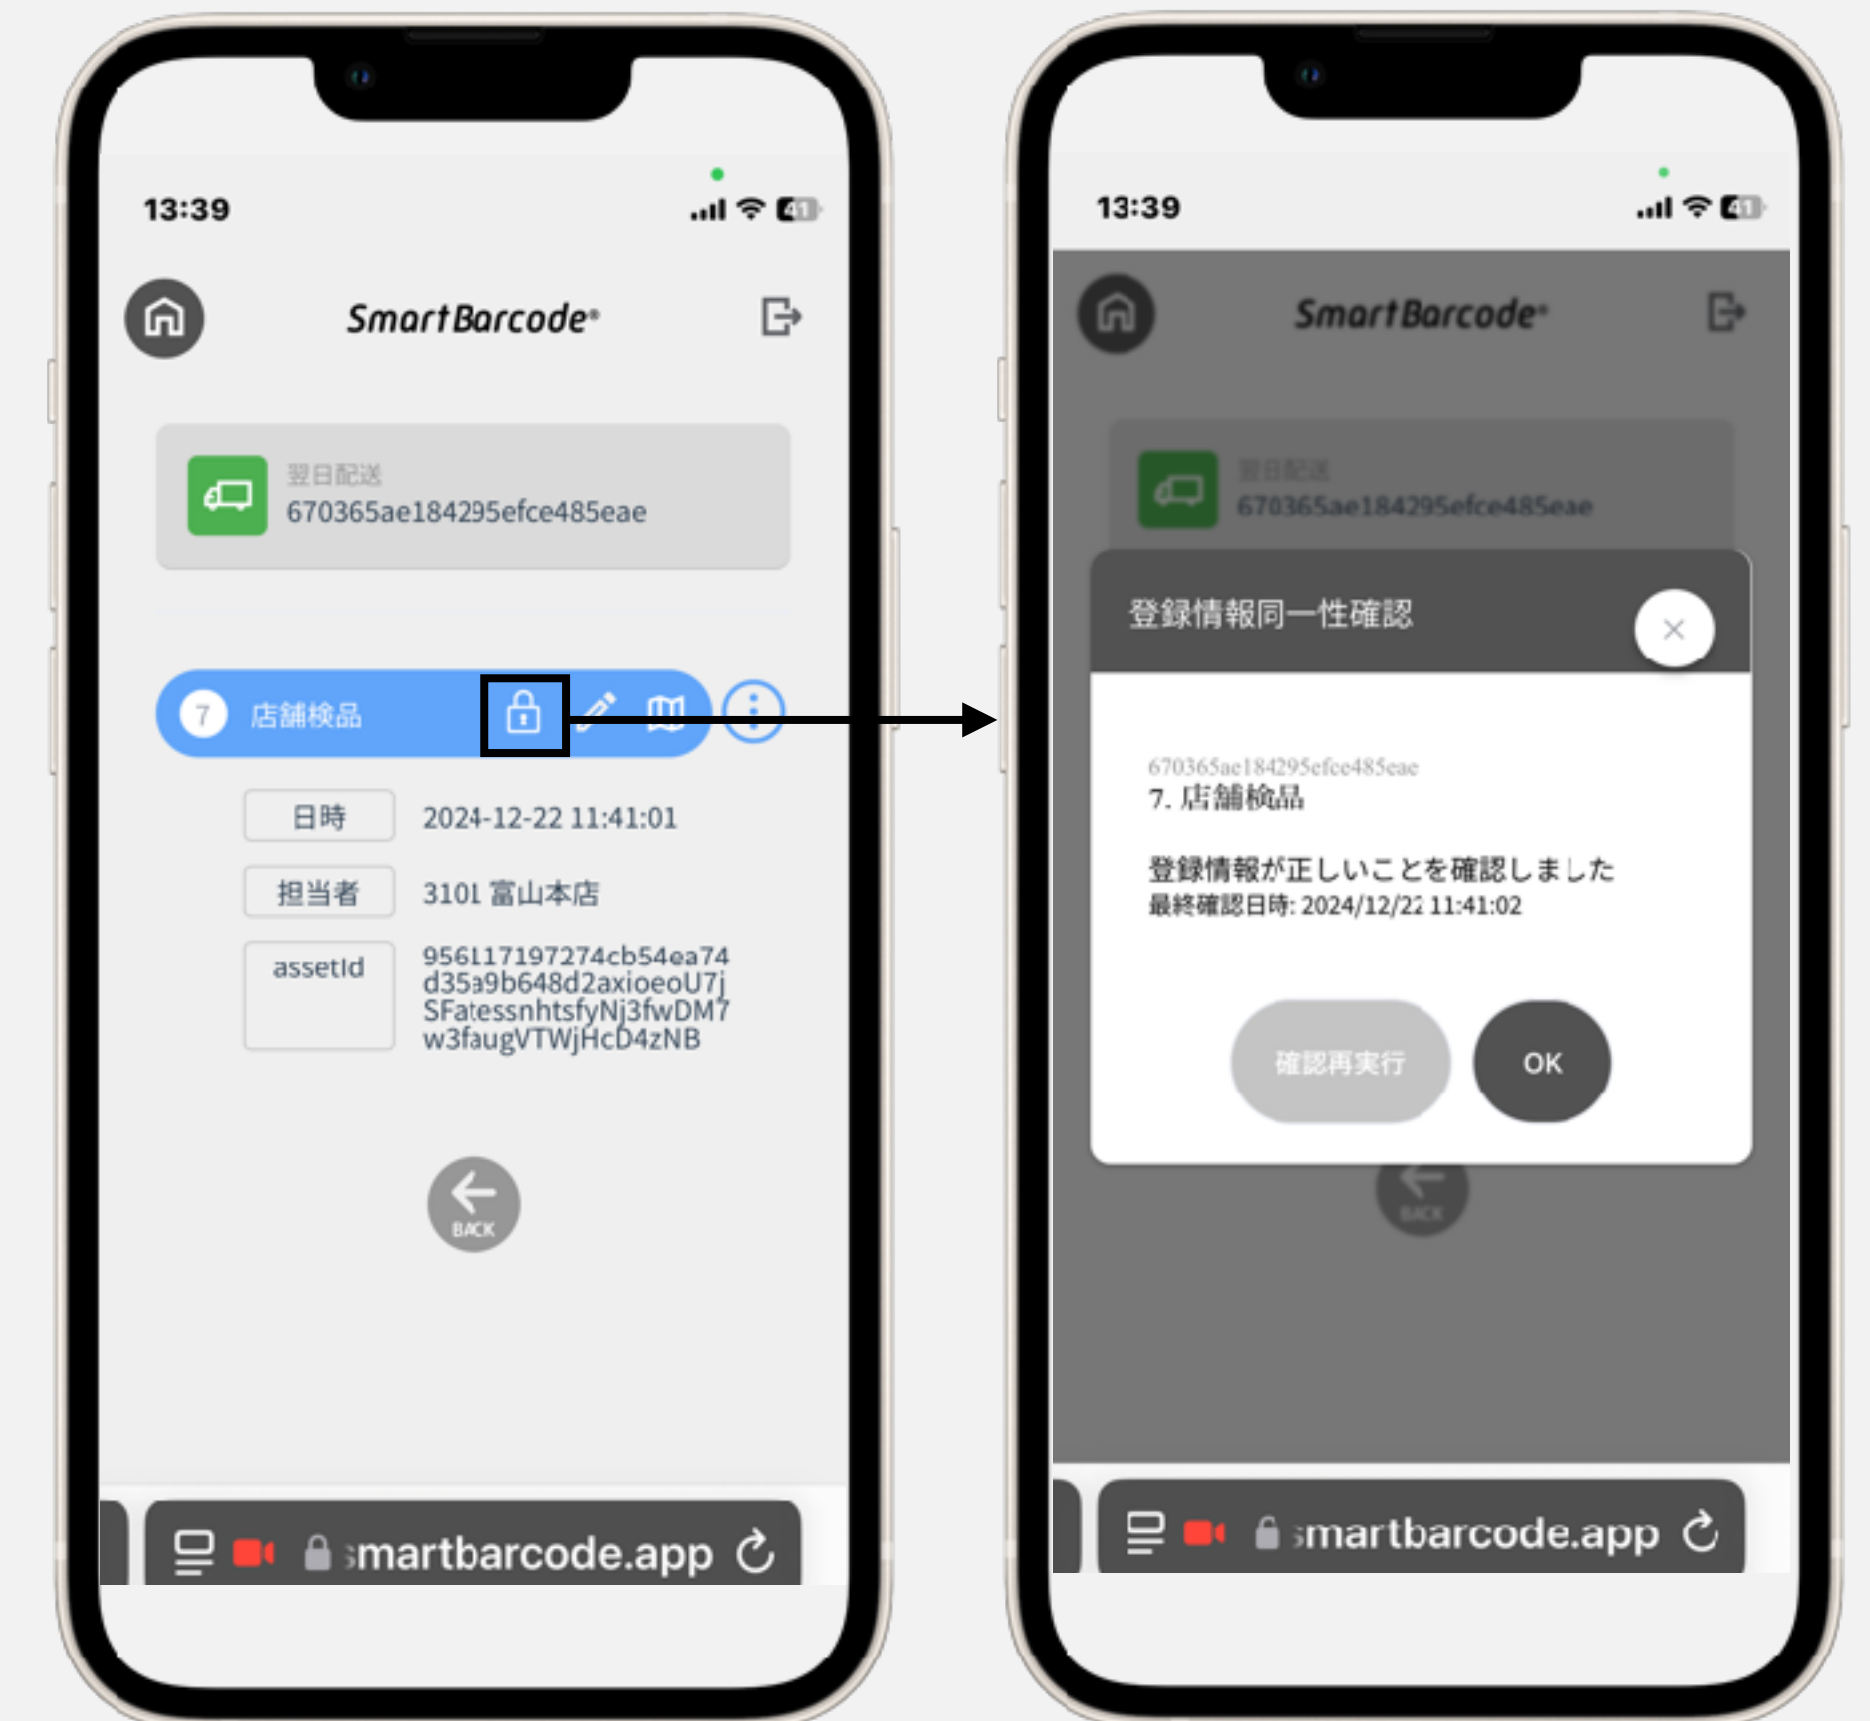 13:39
41
SmartBarcode®
翌日配送
670365ae184295efce485eae
7 店舗検品
日時 2024-12-22 11:41:01
担当者 3101 富山本店
assetId 956117197274cb54ea74
d35a9b648d2axioeoU7j
SFatessnhtsfyNj3fwDM7
w3faugVTWjHcD4zNB
BACK
smartbarcode.app
13:39
41
SmartBarcode®
翌日配送
670365ae184295efce485eae
登録情報同一性確認
670365ae184295efce485eae
7. 店舗検品
登録情報が正しいことを確認しました
最終確認日時: 2024/12/22 11:41:02
確認再実行 OK
BACK
smartbarcode.app